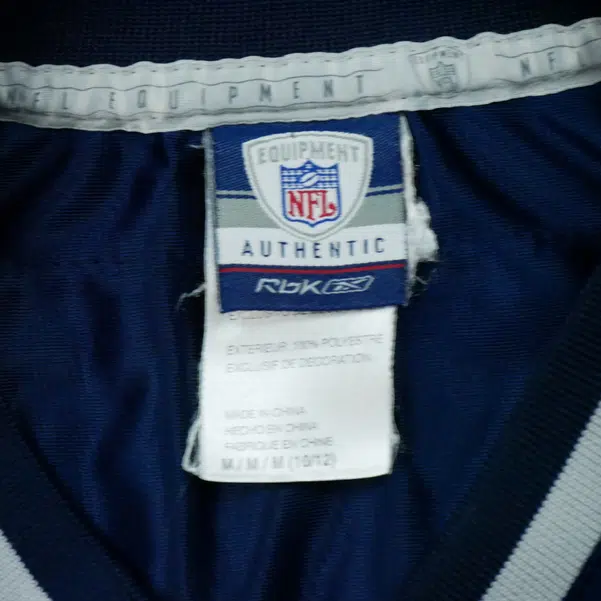 NFL EQUIPMENT NF
EQUIPMENT
NFL
AUTHENTIC
RbK
EXTERIEUR: 100% POLYESTRE
EXCLUSIF DE DECORATION
MADE IN CHINA
HECHO EN CHINA
FABRIQUE EN CHINE
M / M / M (10/12)